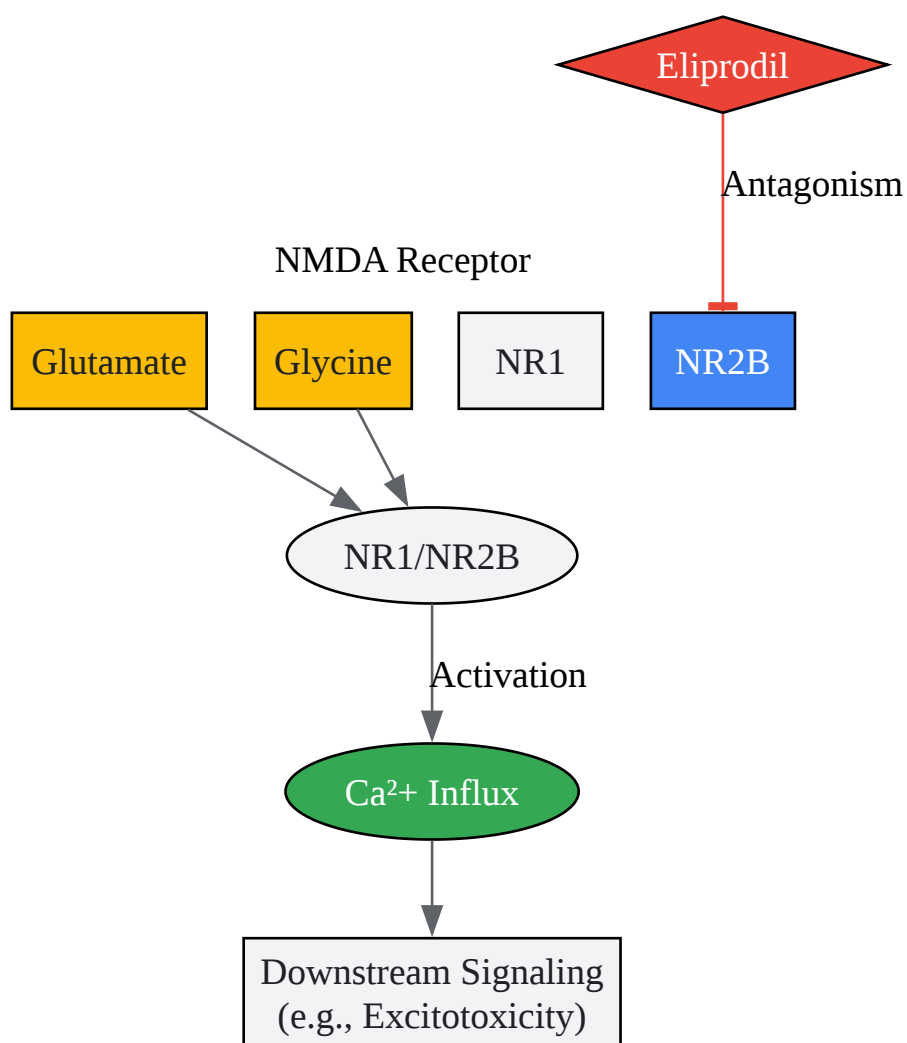 Eliprodil
Antagonism
NMDA Receptor
Glutamate
Glycine
NR1
NR2B
NR1/NR2B
Activation
Ca²+ Influx
Downstream Signaling
(e.g., Excitotoxicity)